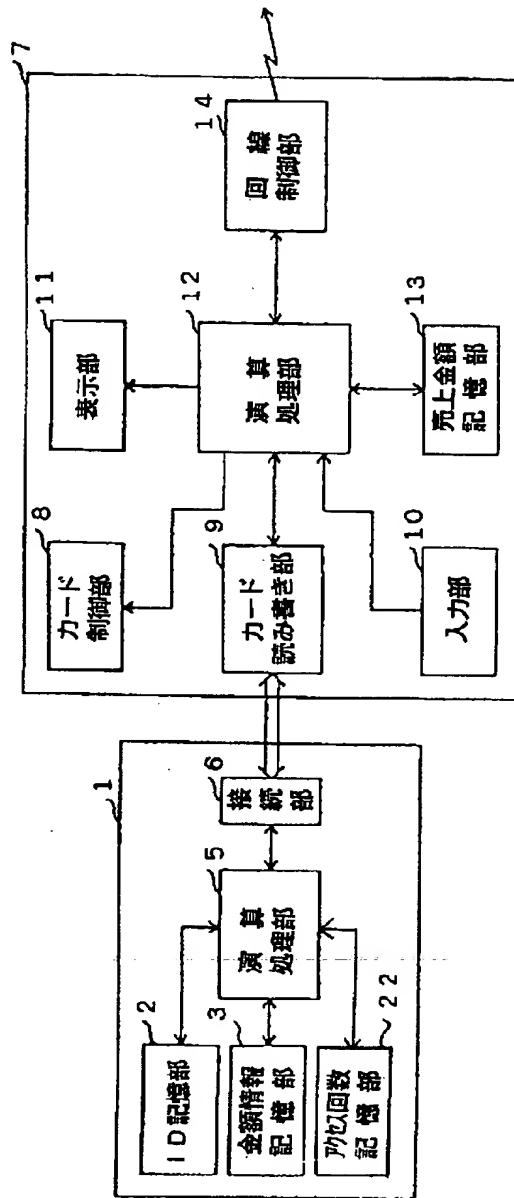 1
2
ID記憶部
3
金額情報
記憶部
22
アクセス回数
記憶部
5
演算
処理部
6
接続部
7
8
カード
制御部
9
カード
読み書き部
10
入力部
11
表示部
12
演算
処理部
13
売上金額
記憶部
14
回線
制御部